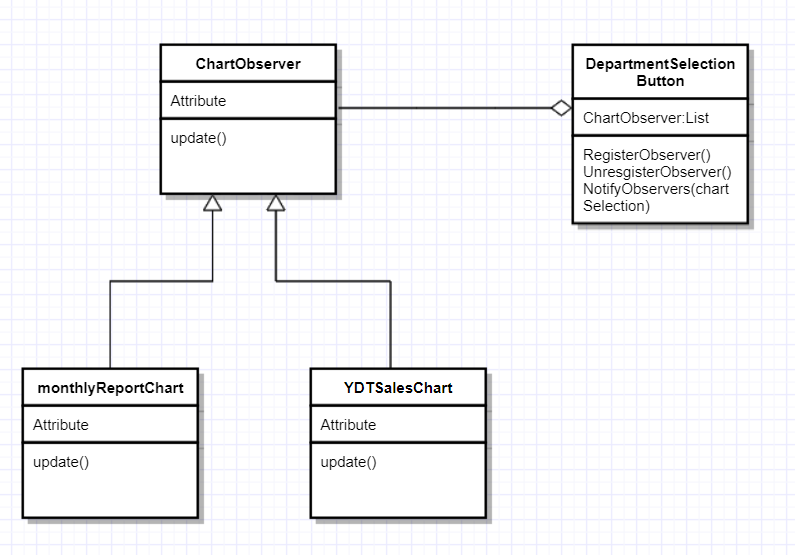 ChartObserver
Attribute
update()
DepartmentSelection
Button
ChartObserver:List
RegisterObserver()
UnresgisterObserver()
NotifyObservers(chart
Selection)
monthlyReportChart
Attribute
update()
YDTSalesChart
Attribute
update()